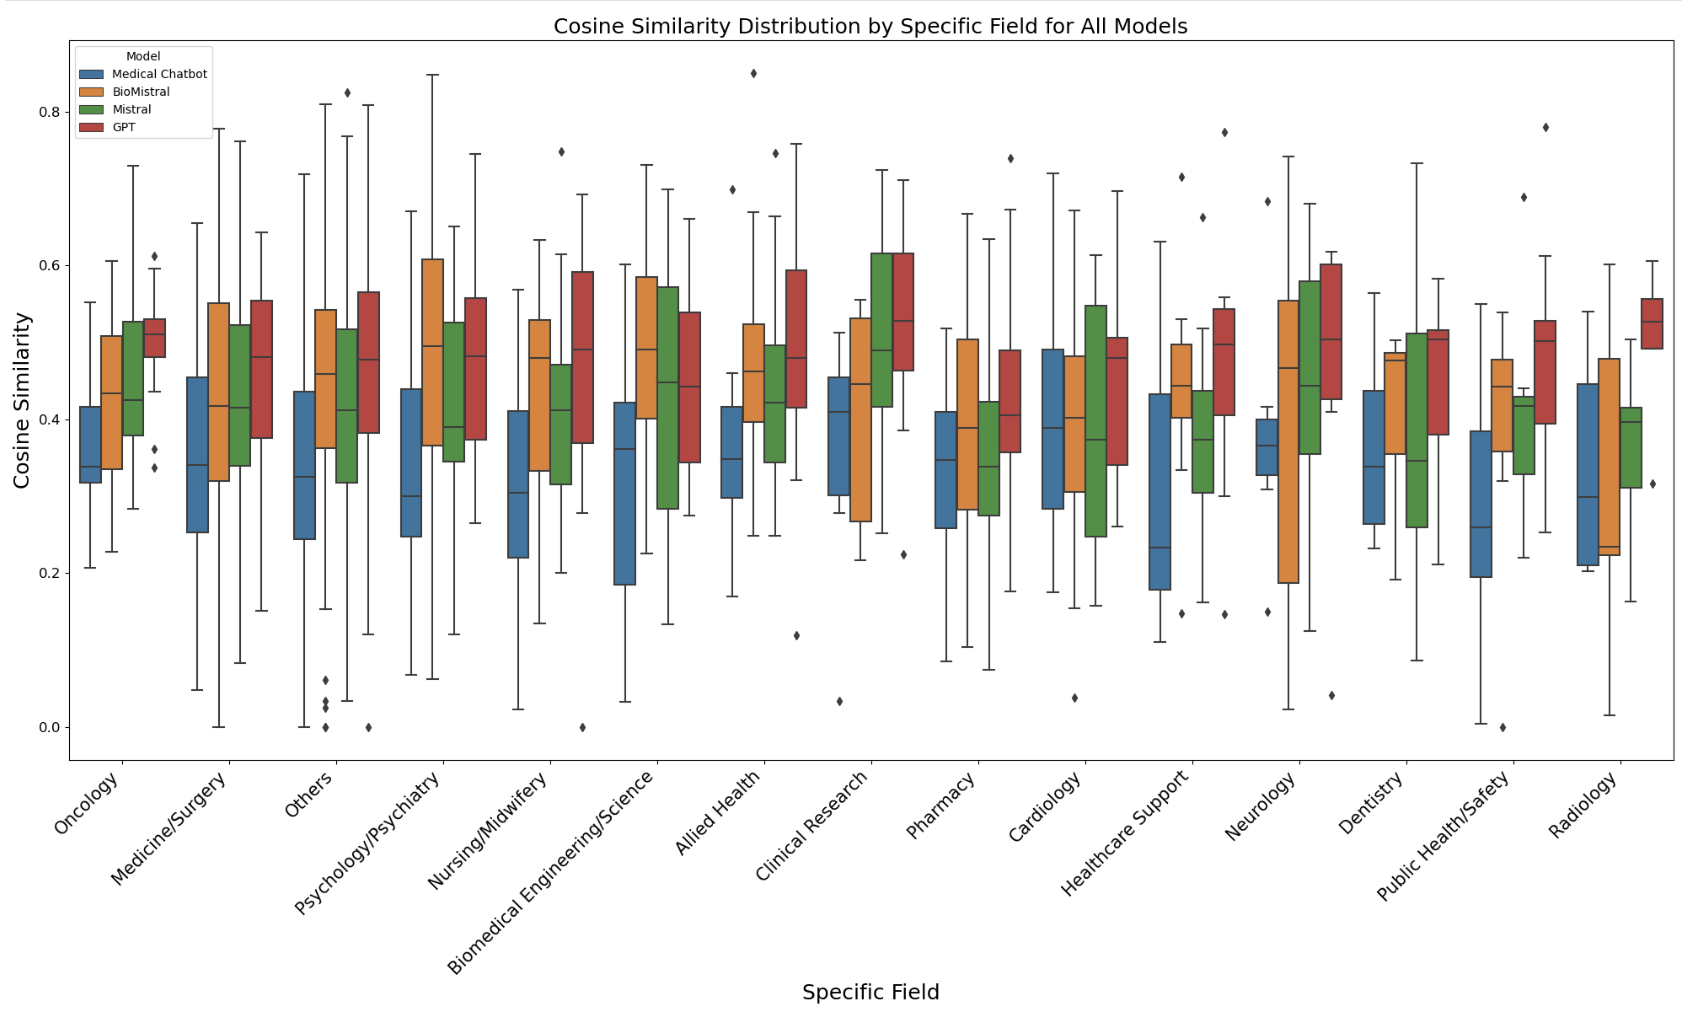 Cosine Similarity Distribution by Specific Field for All Models
Model
Medical Chatbot
BioMistral
Mistral
GPT
Cosine Similarity
0.8
0.6
0.4
0.2
0.0
Oncology
Medicine/Surgery
Others
Psychology/Psychiatry
Nursing/Midwifery
Biomedical Engineering/Science
Allied Health
Clinical Research
Pharmacy
Cardiology
Healthcare Support
Neurology
Dentistry
Public Health/Safety
Radiology
Specific Field